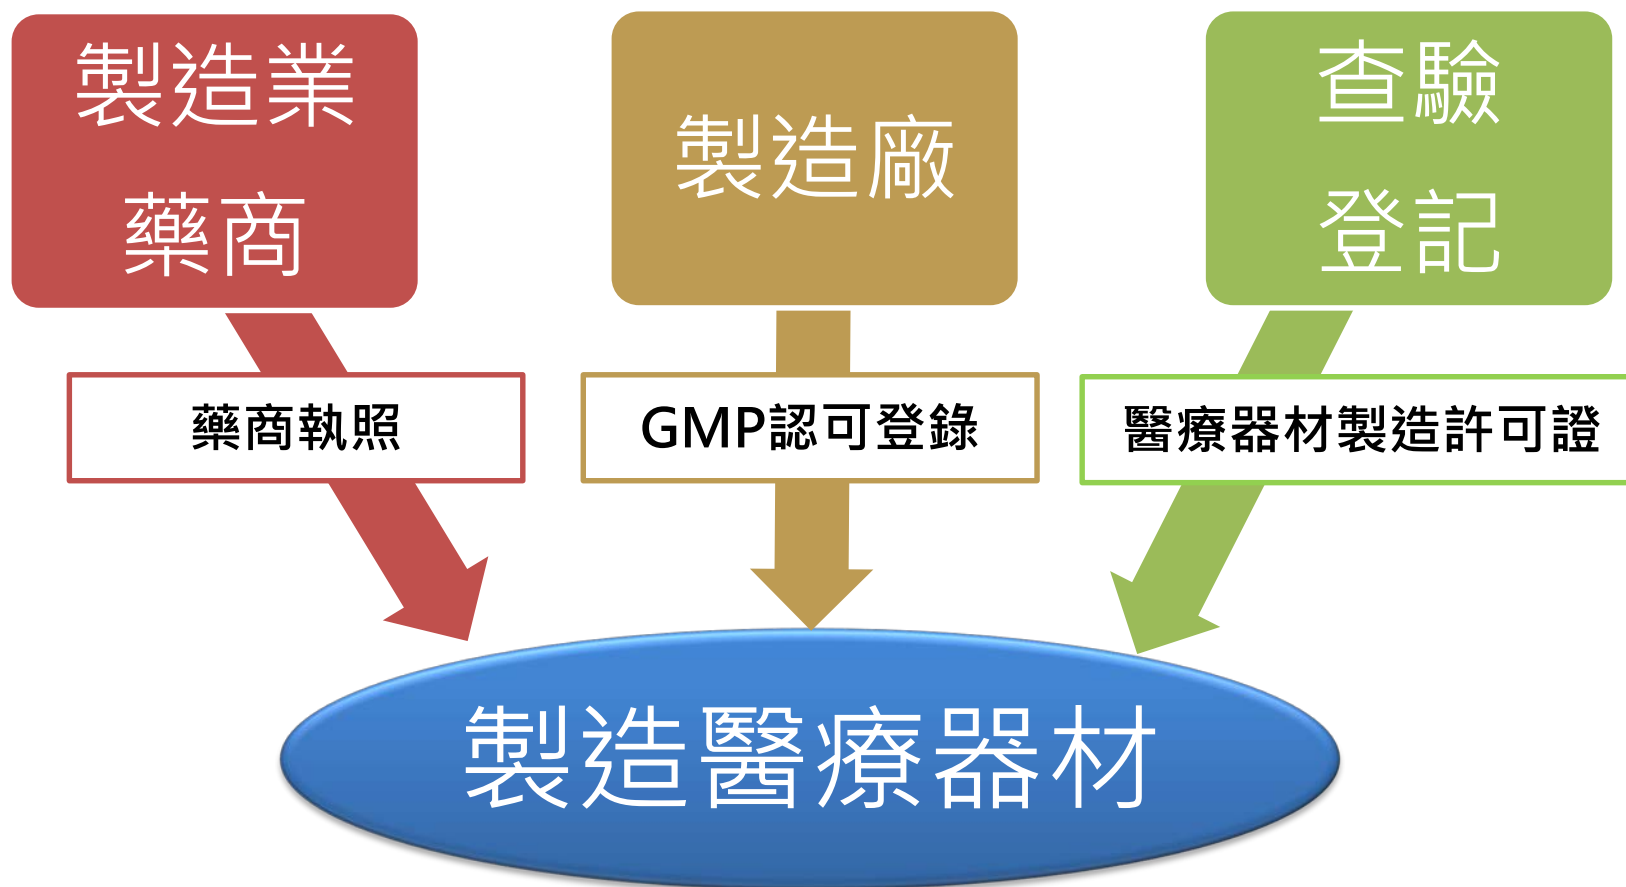 製造業
藥商
製造廠
查驗
登記
藥商執照
GMP認可登錄
醫療器材製造許可證
製造醫療器材